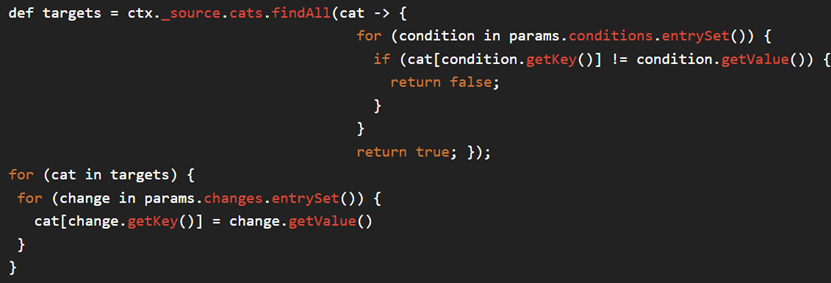 def targets = ctx._source.cats.findAll(cat -> {
for (condition in params.conditions.entrySet()) {
if (cat[condition.getKey()] != condition.getValue()) {
return false;
}
}
return true; });
for (cat in targets) {
for (change in params.changes.entrySet()) {
cat[change.getKey()] = change.getValue()
}
}